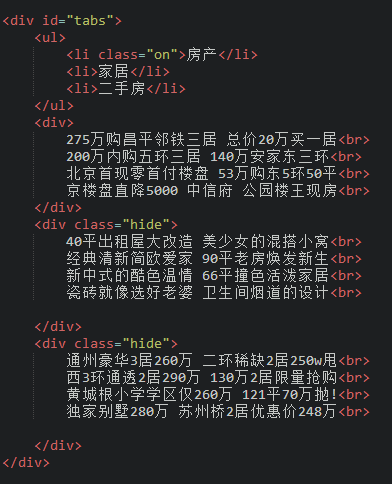 <div id="tabs">
<ul>
<li class="on">房产</li>
<li>家居</li>
<li>二手房</li>
</ul>
<div>
275万购昌平邻铁三居 总价20万买一居<br>
200万内购五环三居 140万安家东三环<br>
北京首现零首付楼盘 53万购东5环50平<br>
京楼盘直降5000 中信府 公园楼王现房<br>
</div>
<div class="hide">
40平出租屋大改造 美少女的混搭小窝<br>
经典清新简欧爱家 90平老房焕发新生<br>
新中式的酷色温情 66平撞色活泼家居<br>
瓷砖就像选好老婆 卫生间烟道的设计<br>
</div>
<div class="hide">
通州豪华3居260万 二环稀缺2居250w甩<br>
西3环通透2居290万 130万2居限量抢购<br>
黄城根小学学区仅260万 121平70万抛!<br>
独家别墅280万 苏州桥2居优惠价248万<br>
</div>
</div>